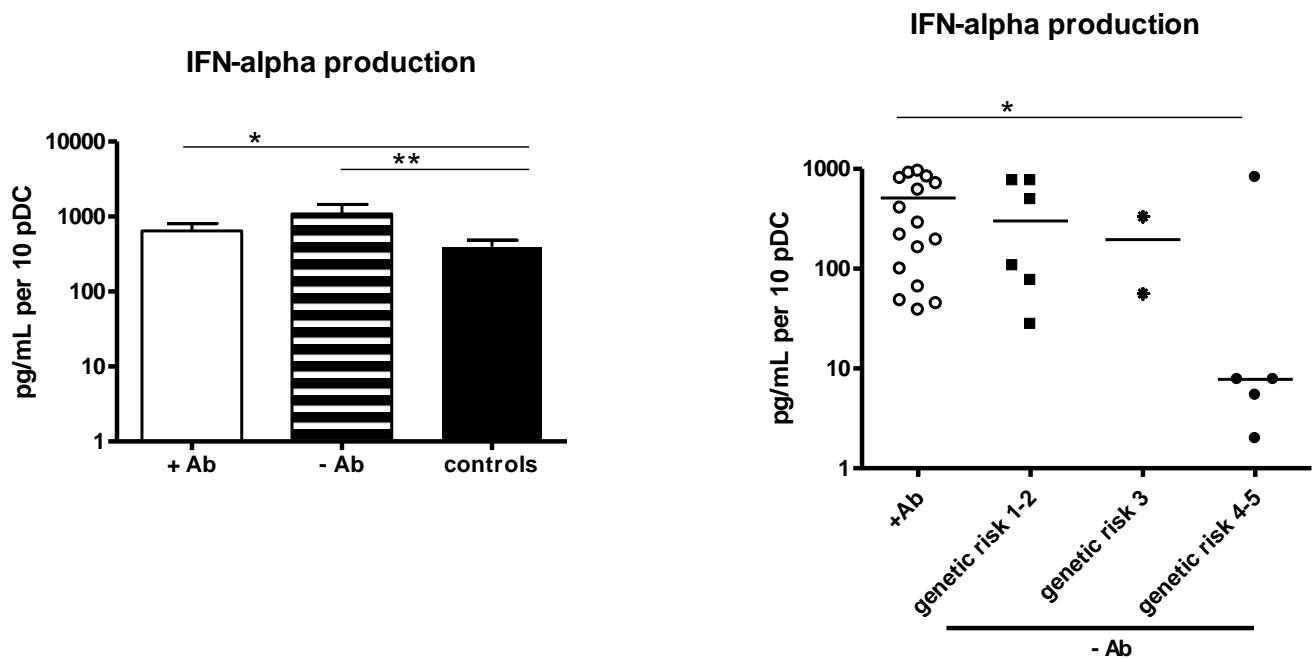 IFN-alpha production
*
**
10000
1000
100
10
1
pg/mL per 10 pDC
+ Ab
- Ab
controls
IFN-alpha production
*
1000
100
10
1
pg/mL per 10 pDC
+Ab
genetic risk 1-2
genetic risk 3
genetic risk 4-5
- Ab